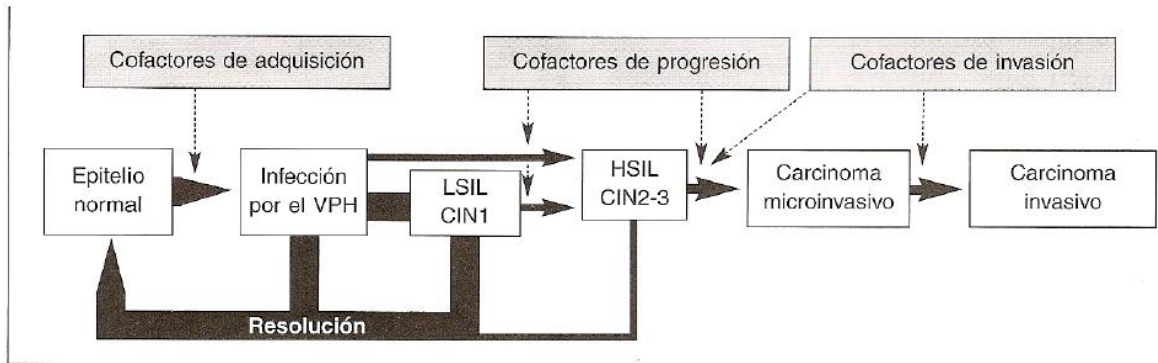 Cofactores de adquisición
Cofactores de progresión
Cofactores de invasión
Epitelio
normal
Infección
por el VPH
LSIL
CIN1
HSIL
CIN2-3
Carcinoma
microinvasivo
Carcinoma
invasivo
Resolución